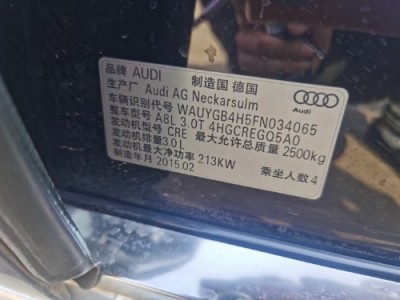 品牌 AUDI 制造国 德国
生产厂 Audi AG Neckarsulm
车辆识别代号 WAUYGB4H5FN034065
整车型号 A8L 3.0T 4HGCREGQ5A0
发动机型号 CRE 最大允许总质量 2500kg
发动机排量3.0L
发动机最大净功率 213KW 乘坐人数4
制造年月 2015.02
Audi